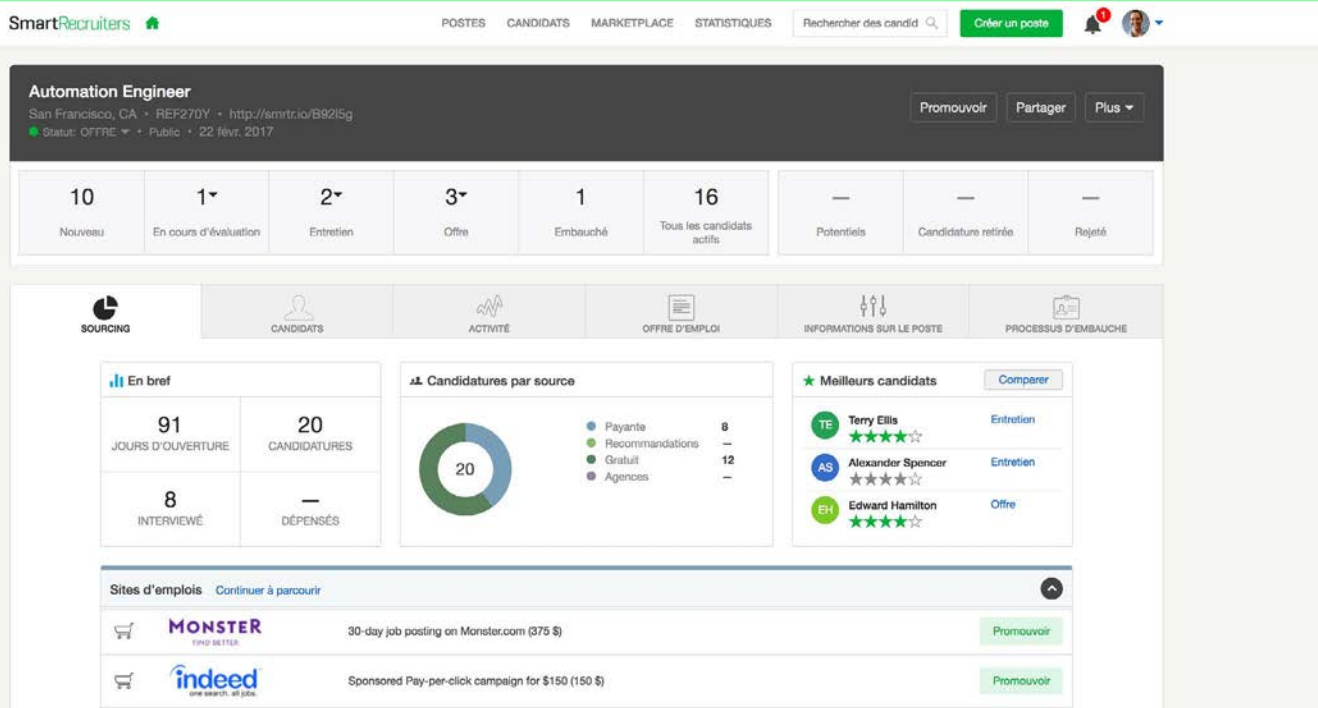 SmartRecruiters POSTES CANDIDATS MARKETPLACE STATISTIQUES Rechercher des candid Créer un poste 1
Automation Engineer
San Francisco, CA • REF270Y • http://smrtr.io/B92I5g
Statut: OFFRE • Public • 22 févr. 2017
Promouvoir Partager Plus
10 1 2 3 1 16 — — —
Nouveau En cours d'évaluation Entretien Offre Embauché Tous les candidats actifs Potentiels Candidature retirée Rejeté
SOURCING CANDIDATS ACTIVITÉ OFFRE D'EMPLOI INFORMATIONS SUR LE POSTE PROCESSUS D'EMBAUCHE
En bref
91 20
JOURS D'OUVERTURE CANDIDATURES
8 —
INTERVIEWÉ DÉPENSÉS
Candidatures par source
20
Payante 8
Recommandations —
Gratuit 12
Agences —
Meilleurs candidats Comparer
TE Terry Ellis Entretien
AS Alexander Spencer Entretien
EH Edward Hamilton Offre
Sites d'emplois Continuer à parcourir
MONSTER
FIND BETTER
30-day job posting on Monster.com (375 $) Promouvoir
indeed
one search. all jobs.
Sponsored Pay-per-click campaign for $150 (150 $) Promouvoir